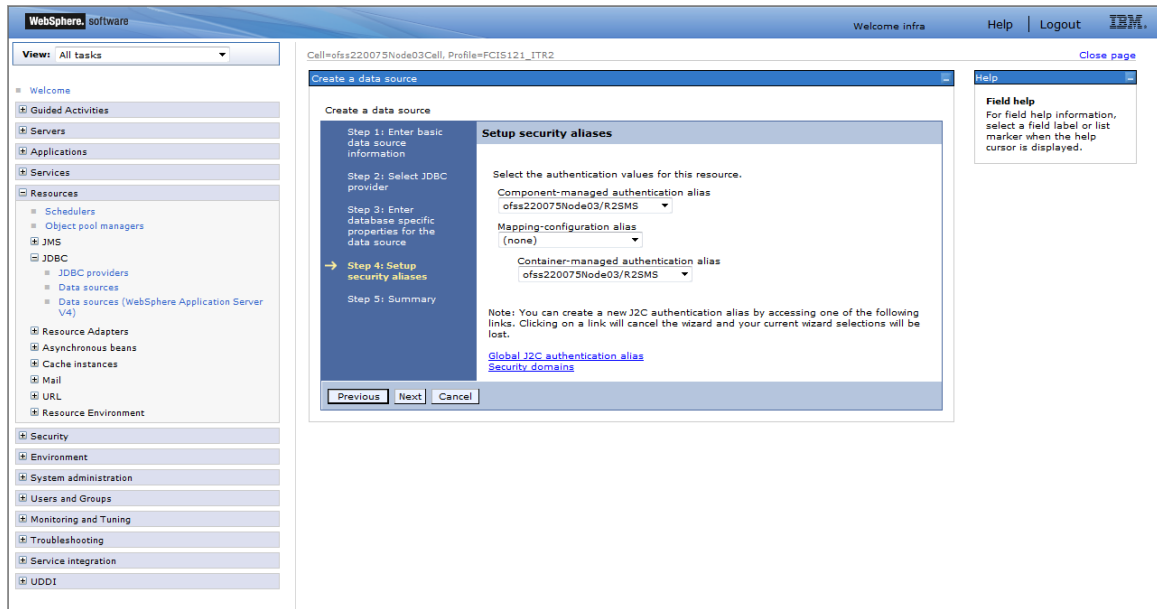 WebSphere. software
Welcome infra
Help | Logout
IBM.
View: All tasks
Cell=ofss220075Node03Cell, Profile=FCIS121_ITR2
Close page
Welcome
Guided Activities
Servers
Applications
Services
Resources
Schedulers
Object pool managers
JMS
JDBC
JDBC providers
Data sources
Data sources (WebSphere Application Server
V4)
Resource Adapters
Asynchronous beans
Cache instances
Mail
URL
Resource Environment
Security
Environment
System administration
Users and Groups
Monitoring and Tuning
Troubleshooting
Service integration
UDDI
Create a data source
Create a data source
Step 1: Enter basic
data source
information
Step 2: Select JDBC
provider
Step 3: Enter
database specific
properties for the
data source
Step 4: Setup
security aliases
Step 5: Summary
Setup security aliases
Select the authentication values for this resource.
Component-managed authentication alias
ofss220075Node03/R2SMS
Mapping-configuration alias
(none)
Container-managed authentication alias
ofss220075Node03/R2SMS
Note: You can create a new J2C authentication alias by accessing one of the following
links. Clicking on a link will cancel the wizard and your current wizard selections will be
lost.
Global J2C authentication alias
Security domains
Previous Next Cancel
Help
Field help
For field help information,
select a field label or list
marker when the help
cursor is displayed.